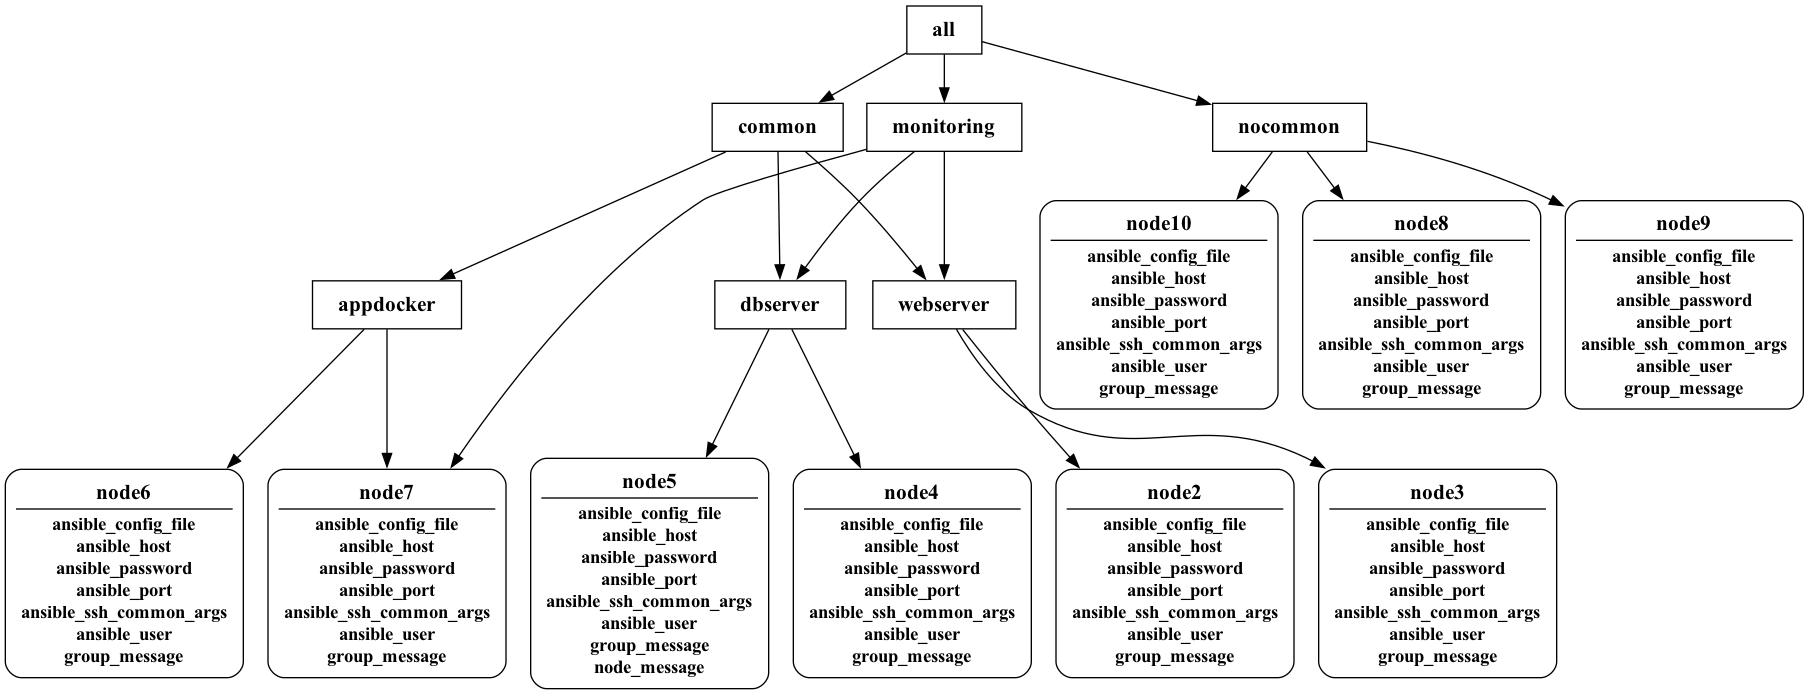 all
common
monitoring
nocommon
node10
ansible_config_file
ansible_host
ansible_password
ansible_port
ansible_ssh_common_args
ansible_user
group_message
node8
ansible_config_file
ansible_host
ansible_password
ansible_port
ansible_ssh_common_args
ansible_user
group_message
node9
ansible_config_file
ansible_host
ansible_password
ansible_port
ansible_ssh_common_args
ansible_user
group_message
appdocker
dbserver
webserver
node6
ansible_config_file
ansible_host
ansible_password
ansible_port
ansible_ssh_common_args
ansible_user
group_message
node7
ansible_config_file
ansible_host
ansible_password
ansible_port
ansible_ssh_common_args
ansible_user
group_message
node5
ansible_config_file
ansible_host
ansible_password
ansible_port
ansible_ssh_common_args
ansible_user
group_message
node_message
node4
ansible_config_file
ansible_host
ansible_password
ansible_port
ansible_ssh_common_args
ansible_user
group_message
node2
ansible_config_file
ansible_host
ansible_password
ansible_port
ansible_ssh_common_args
ansible_user
group_message
node3
ansible_config_file
ansible_host
ansible_password
ansible_port
ansible_ssh_common_args
ansible_user
group_message